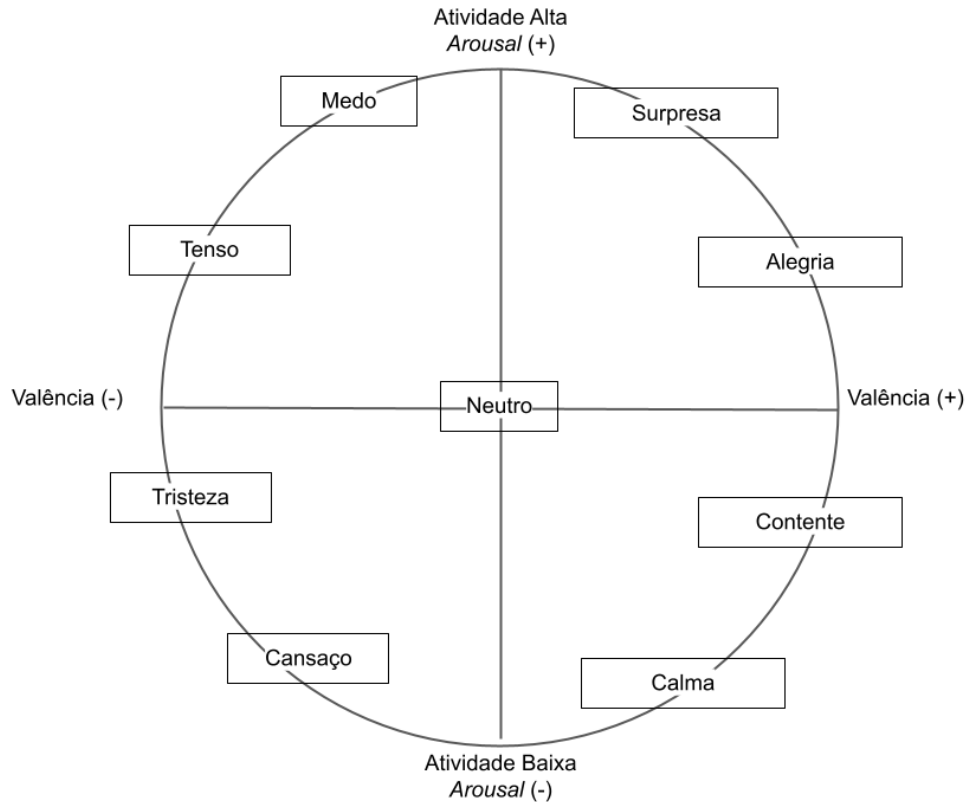 Atividade Alta
Arousal (+)
Medo
Surpresa
Tenso
Alegria
Valência (-)
Neutro
Valência (+)
Tristeza
Contente
Cansaço
Calma
Atividade Baixa
Arousal (-)